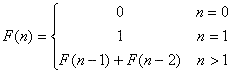 F(n) = { 0 n = 0
1 n = 1
F(n−1) + F(n−2) n > 1